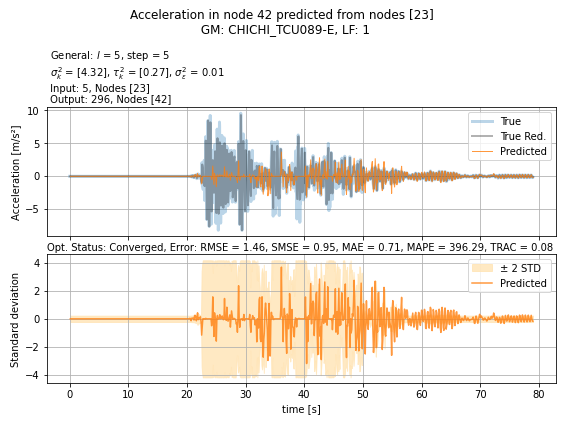 Acceleration in node 42 predicted from nodes [23]
GM: CHICHI_TCU089-E, LF: 1
General: l = 5, step = 5
σ²ₖ = [4.32], τ²ₖ = [0.27], σ²ε = 0.01
Input: 5, Nodes [23]
Output: 296, Nodes [42]
10
5
0
−5
Acceleration [m/s²]
True
True Red.
Predicted
Opt. Status: Converged, Error: RMSE = 1.46, SMSE = 0.95, MAE = 0.71, MAPE = 396.29, TRAC = 0.08
4
2
0
−2
−4
Standard deviation
± 2 STD
Predicted
0 10 20 30 40 50 60 70 80
time [s]